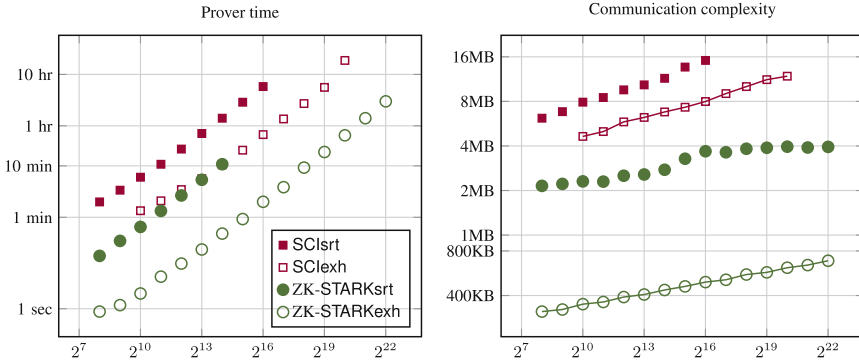 Prover time
10 hr
1 hr
10 min
1 min
1 sec
SCIsrt
SCIexh
ZK-STARKsrt
ZK-STARKexh
2^7 2^10 2^13 2^16 2^19 2^22
Communication complexity
16MB
8MB
4MB
2MB
1MB
800KB
400KB
2^7 2^10 2^13 2^16 2^19 2^22